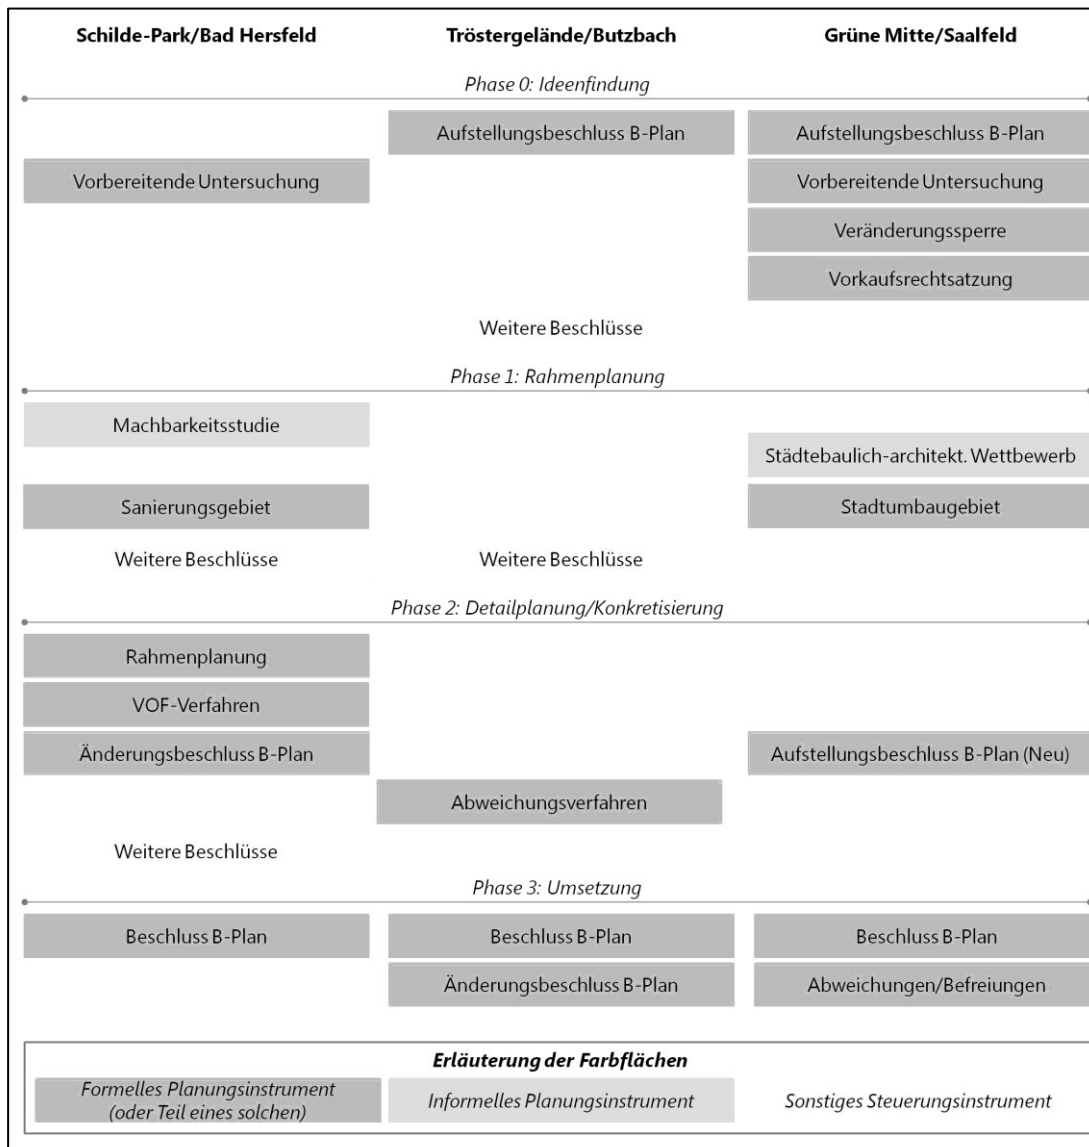 Schilde-Park/Bad Hersfeld Tröstergelände/Butzbach Grüne Mitte/Saalfeld
Phase 0: Ideenfindung
Aufstellungsbeschluss B-Plan Aufstellungsbeschluss B-Plan
Vorbereitende Untersuchung Vorbereitende Untersuchung
Veränderungssperre
Vorkaufsrechtsatzung
Weitere Beschlüsse
Phase 1: Rahmenplanung
Machbarkeitsstudie
Städtebaulich-architekt. Wettbewerb
Sanierungsgebiet Stadtumbaugebiet
Weitere Beschlüsse Weitere Beschlüsse
Phase 2: Detailplanung/Konkretisierung
Rahmenplanung
VOF-Verfahren
Änderungsbeschluss B-Plan Aufstellungsbeschluss B-Plan (Neu)
Abweichungsverfahren
Weitere Beschlüsse
Phase 3: Umsetzung
Beschluss B-Plan Beschluss B-Plan Beschluss B-Plan
Änderungsbeschluss B-Plan Abweichungen/Befreiungen
Erläuterung der Farbflächen
Formelles Planungsinstrument
(oder Teil eines solchen) Informelles Planungsinstrument Sonstiges Steuerungsinstrument